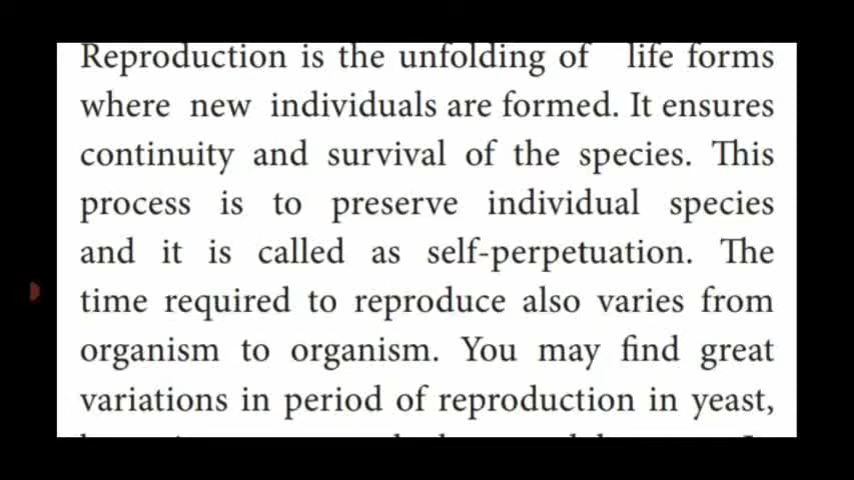 Reproduction is the unfolding of life forms
where new individuals are formed. It ensures
continuity and survival of the species. This
process is to preserve individual species
and it is called as self-perpetuation. The
time required to reproduce also varies from
organism to organism. You may find great
variations in period of reproduction in yeast,